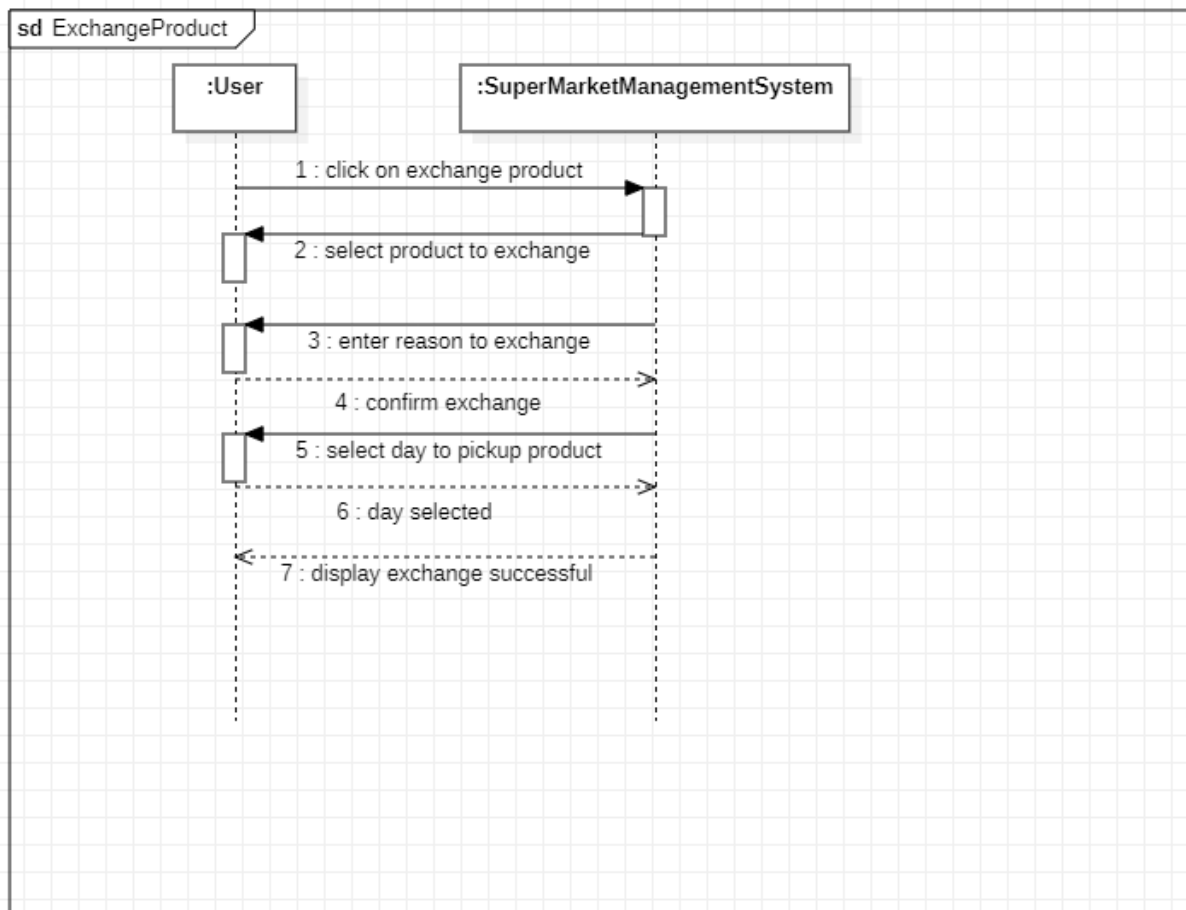 sd ExchangeProduct
:User
:SuperMarketManagementSystem
1 : click on exchange product
2 : select product to exchange
3 : enter reason to exchange
4 : confirm exchange
5 : select day to pickup product
6 : day selected
7 : display exchange successful